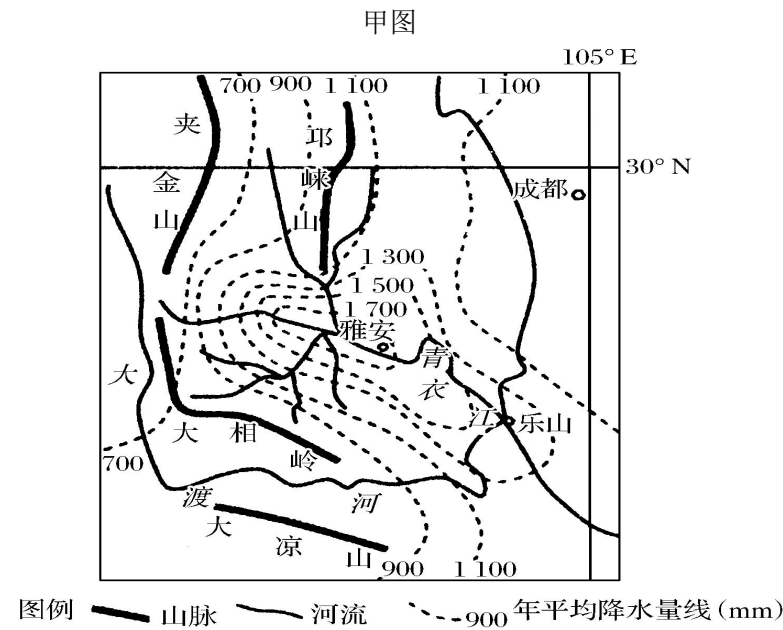 甲图
105° E
700 900 1 100 1 100
夹金山
邛崃山
30° N
成都
1 300
1 500
1 700
雅安
青衣江
乐山
大渡河
大相岭
700
大凉山
900 1 100
图例 山脉 河流 900 年平均降水量线(mm)